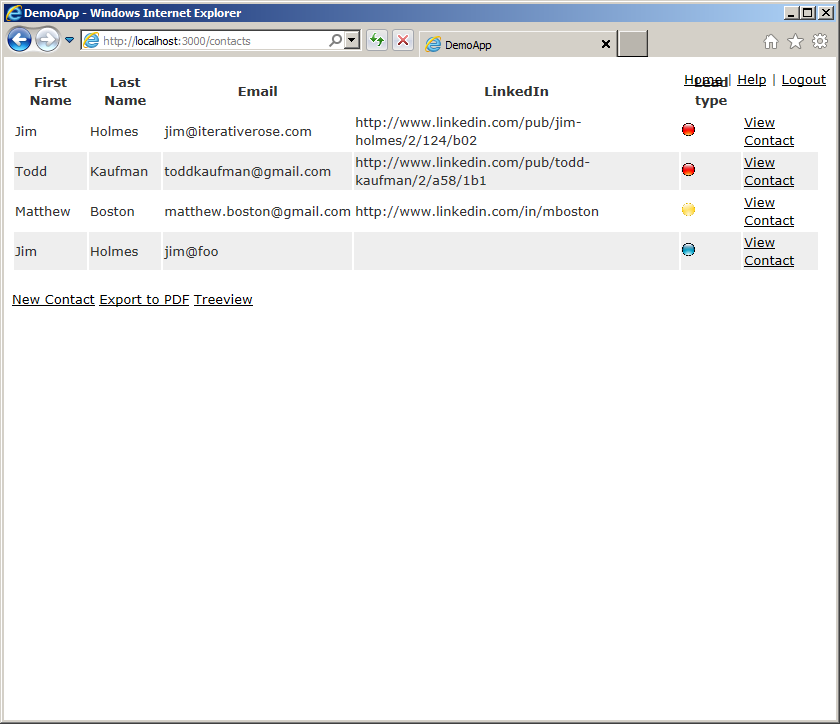 DemoApp - Windows Internet Explorer
http://localhost:3000/contacts
DemoApp
Home | Help | Logout
First Name
Last Name
Email
LinkedIn
Lead type
Jim Holmes jim@iterativerose.com http://www.linkedin.com/pub/jim-
holmes/2/124/b02
View
Contact
Todd Kaufman toddkaufman@gmail.com http://www.linkedin.com/pub/todd-
kaufman/2/a58/1b1
View
Contact
Matthew Boston matthew.boston@gmail.com http://www.linkedin.com/in/mboston
View
Contact
Jim Holmes jim@foo
View
Contact
New Contact Export to PDF Treeview